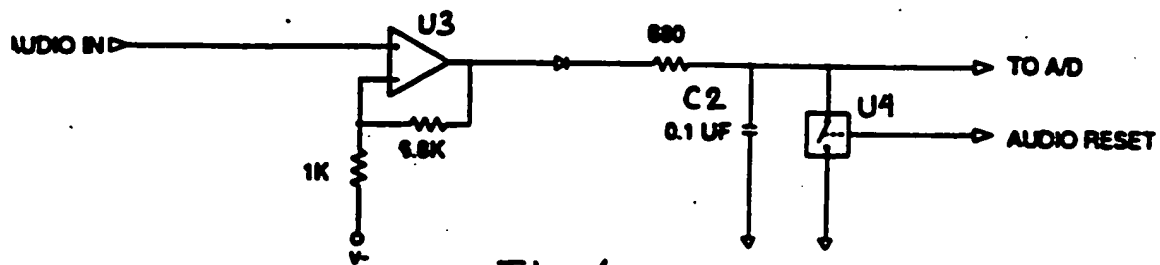 AUDIO IN
U3
680
TO A/D
C2
0.1 UF
U4
AUDIO RESET
6.8K
1K
V-